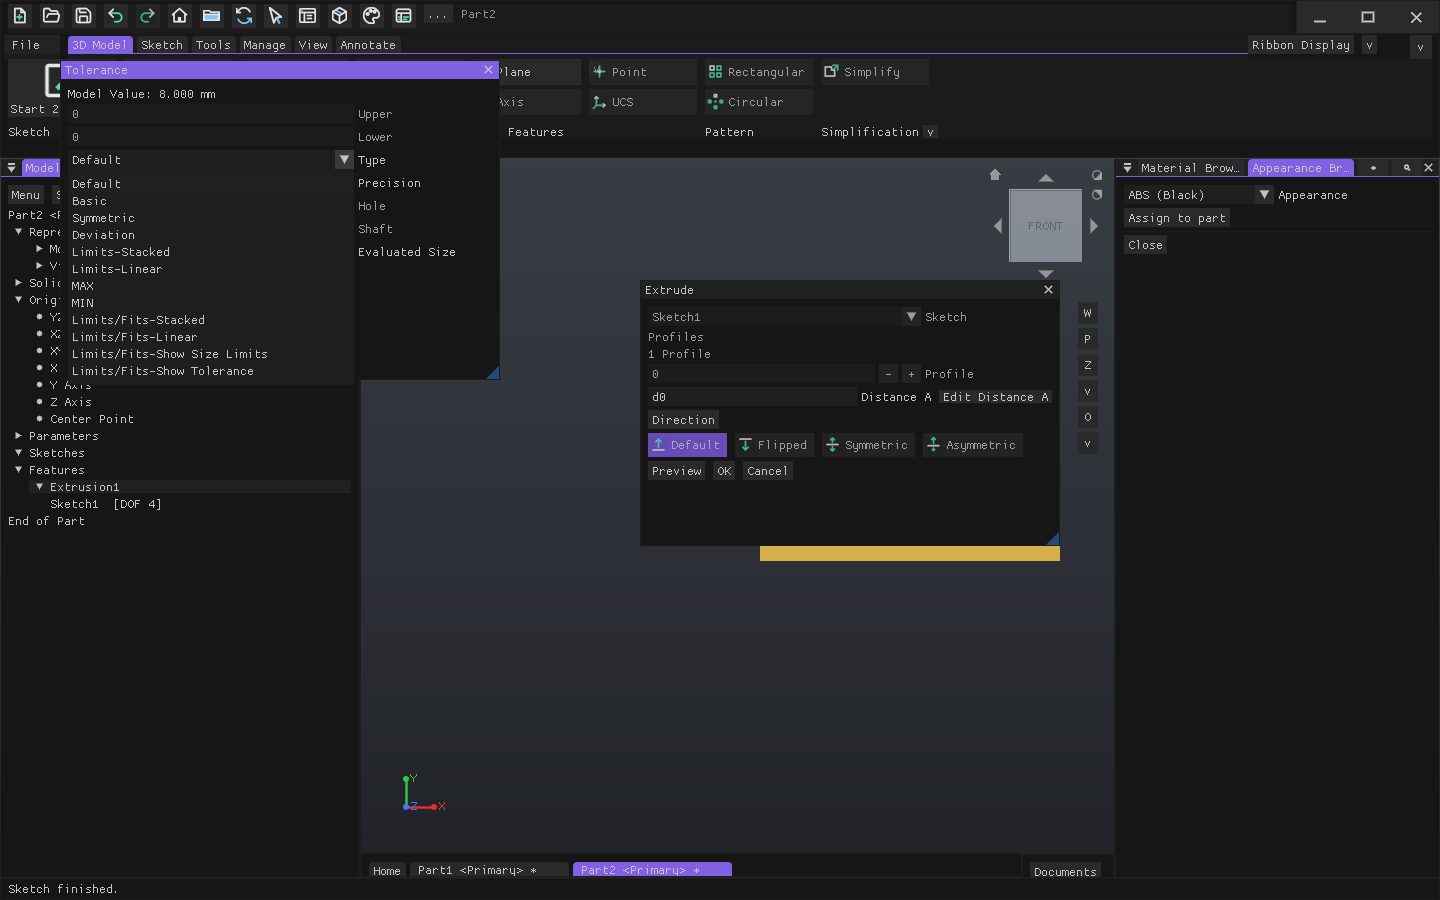 ... Part2
File 3D Model Sketch Tools Manage View Annotate Ribbon Display v v
Tolerance
Model Value: 8.000 mm
0 Upper
0 Lower
Default Type
Default Precision
Basic
Symmetric Hole
Deviation Shaft
Limits-Stacked Evaluated Size
Limits-Linear
MAX
MIN
Limits/Fits-Stacked
Limits/Fits-Linear
Limits/Fits-Show Size Limits
Limits/Fits-Show Tolerance
Start 2
Sketch
Point Rectangular Simplify
UCS Circular
Features Pattern Simplification v
Model
Menu
Part2
Y Axis
Z Axis
Center Point
Parameters
Sketches
Features
Extrusion1
Sketch1 [DOF 4]
End of Part
FRONT
W
P
Z
v
O
v
Extrude
Sketch1 Sketch
Profiles
1 Profile
0 - + Profile
d0 Distance A Edit Distance A
Direction
Default Flipped Symmetric Asymmetric
Preview OK Cancel
Y
Z X
Material Brow… Appearance Br…
ABS (Black) Appearance
Assign to part
Close
Home Part1 <Primary> * Part2 <Primary> * Documents
Sketch finished.